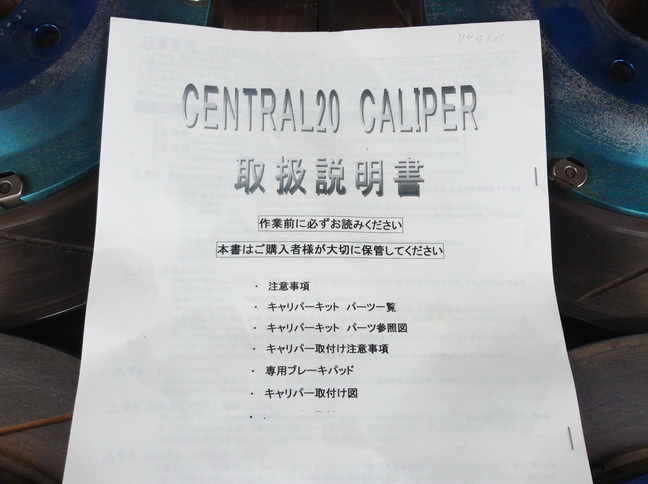 CENTRAL20 CALIPER
取扱説明書
作業前に必ずお読みください
本書はご購入者様が大切に保管してください
・ 注意事項
・ キャリパーキット パーツ一覧
・ キャリパーキット パーツ参照図
・ キャリパー取付け注意事項
・ 専用ブレーキパッド
・ キャリパー取付け図